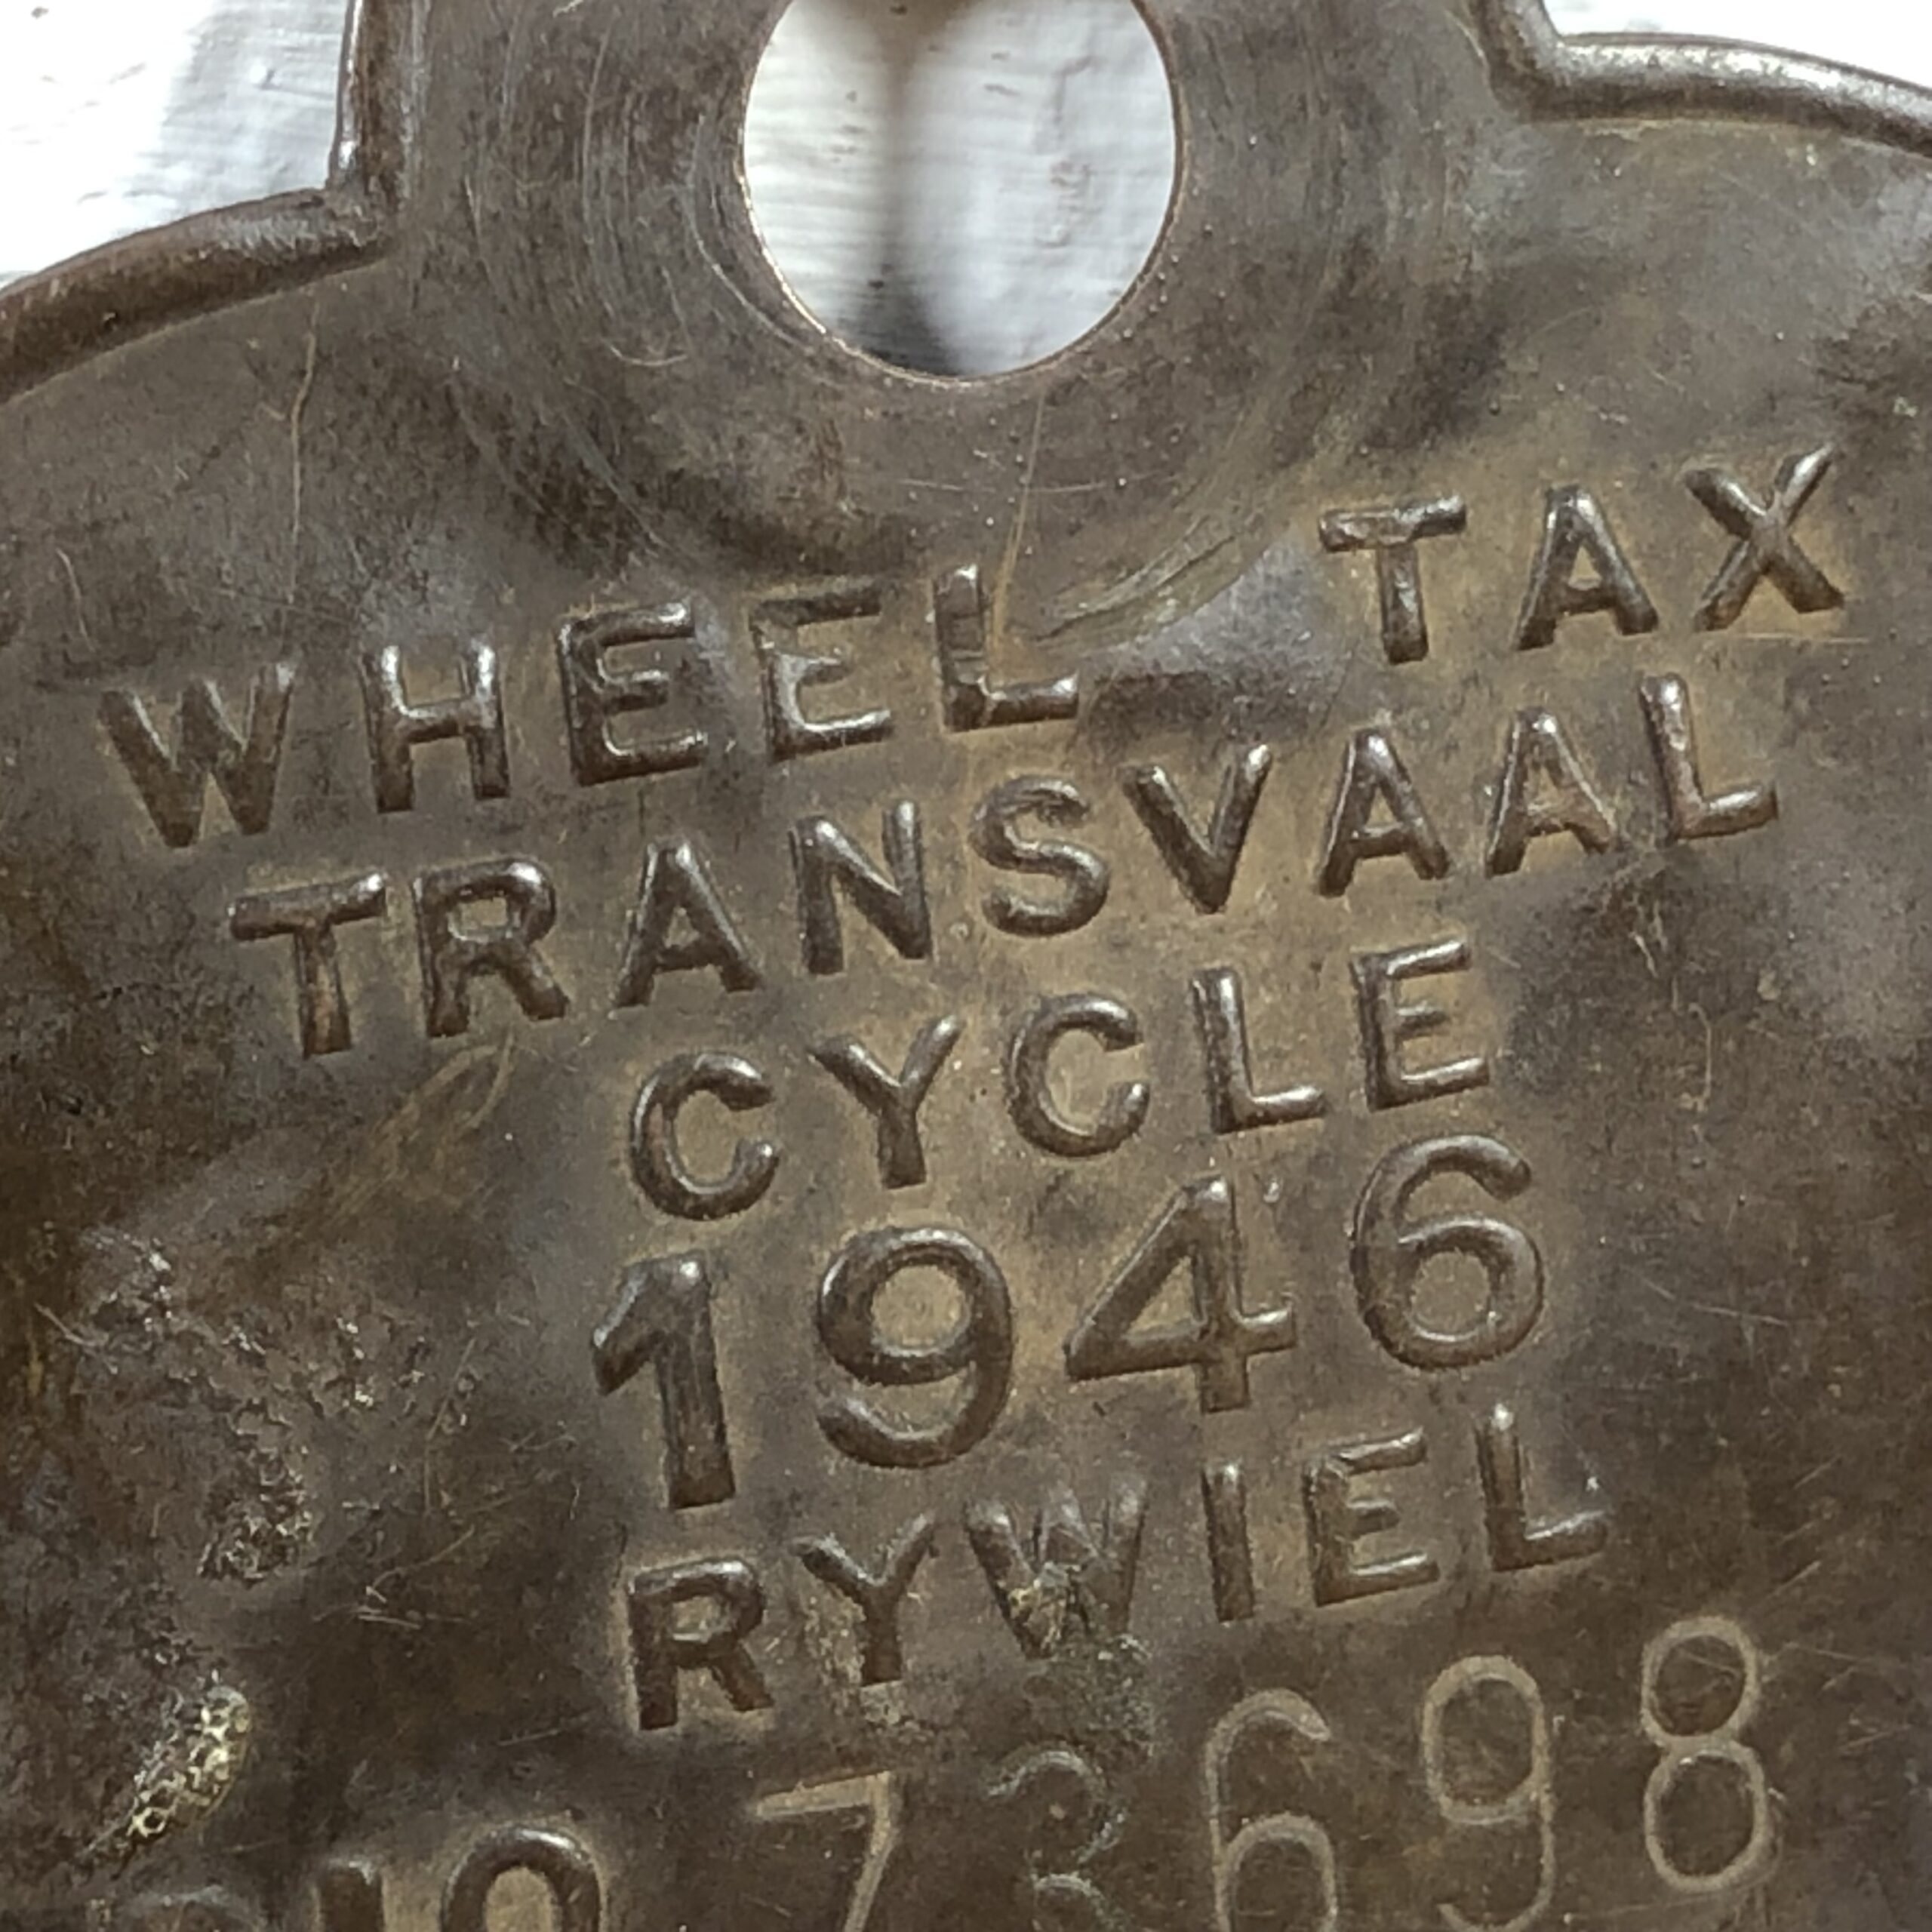 WHEEL TAX
TRANSVAAL
CYCLE
1946
RYWIEL
73698